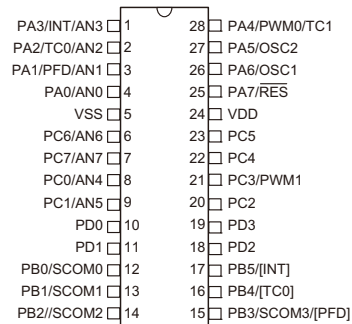 PA3/INT/AN3 1 28 PA4/PWM0/TC1
PA2/TC0/AN2 2 27 PA5/OSC2
PA1/PFD/AN1 3 26 PA6/OSC1
PA0/AN0 4 25 PA7/RES
VSS 5 24 VDD
PC6/AN6 6 23 PC5
PC7/AN7 7 22 PC4
PC0/AN4 8 21 PC3/PWM1
PC1/AN5 9 20 PC2
PD0 10 19 PD3
PD1 11 18 PD2
PB0/SCOM0 12 17 PB5/[INT]
PB1/SCOM1 13 16 PB4/[TC0]
PB2//SCOM2 14 15 PB3/SCOM3/[PFD]